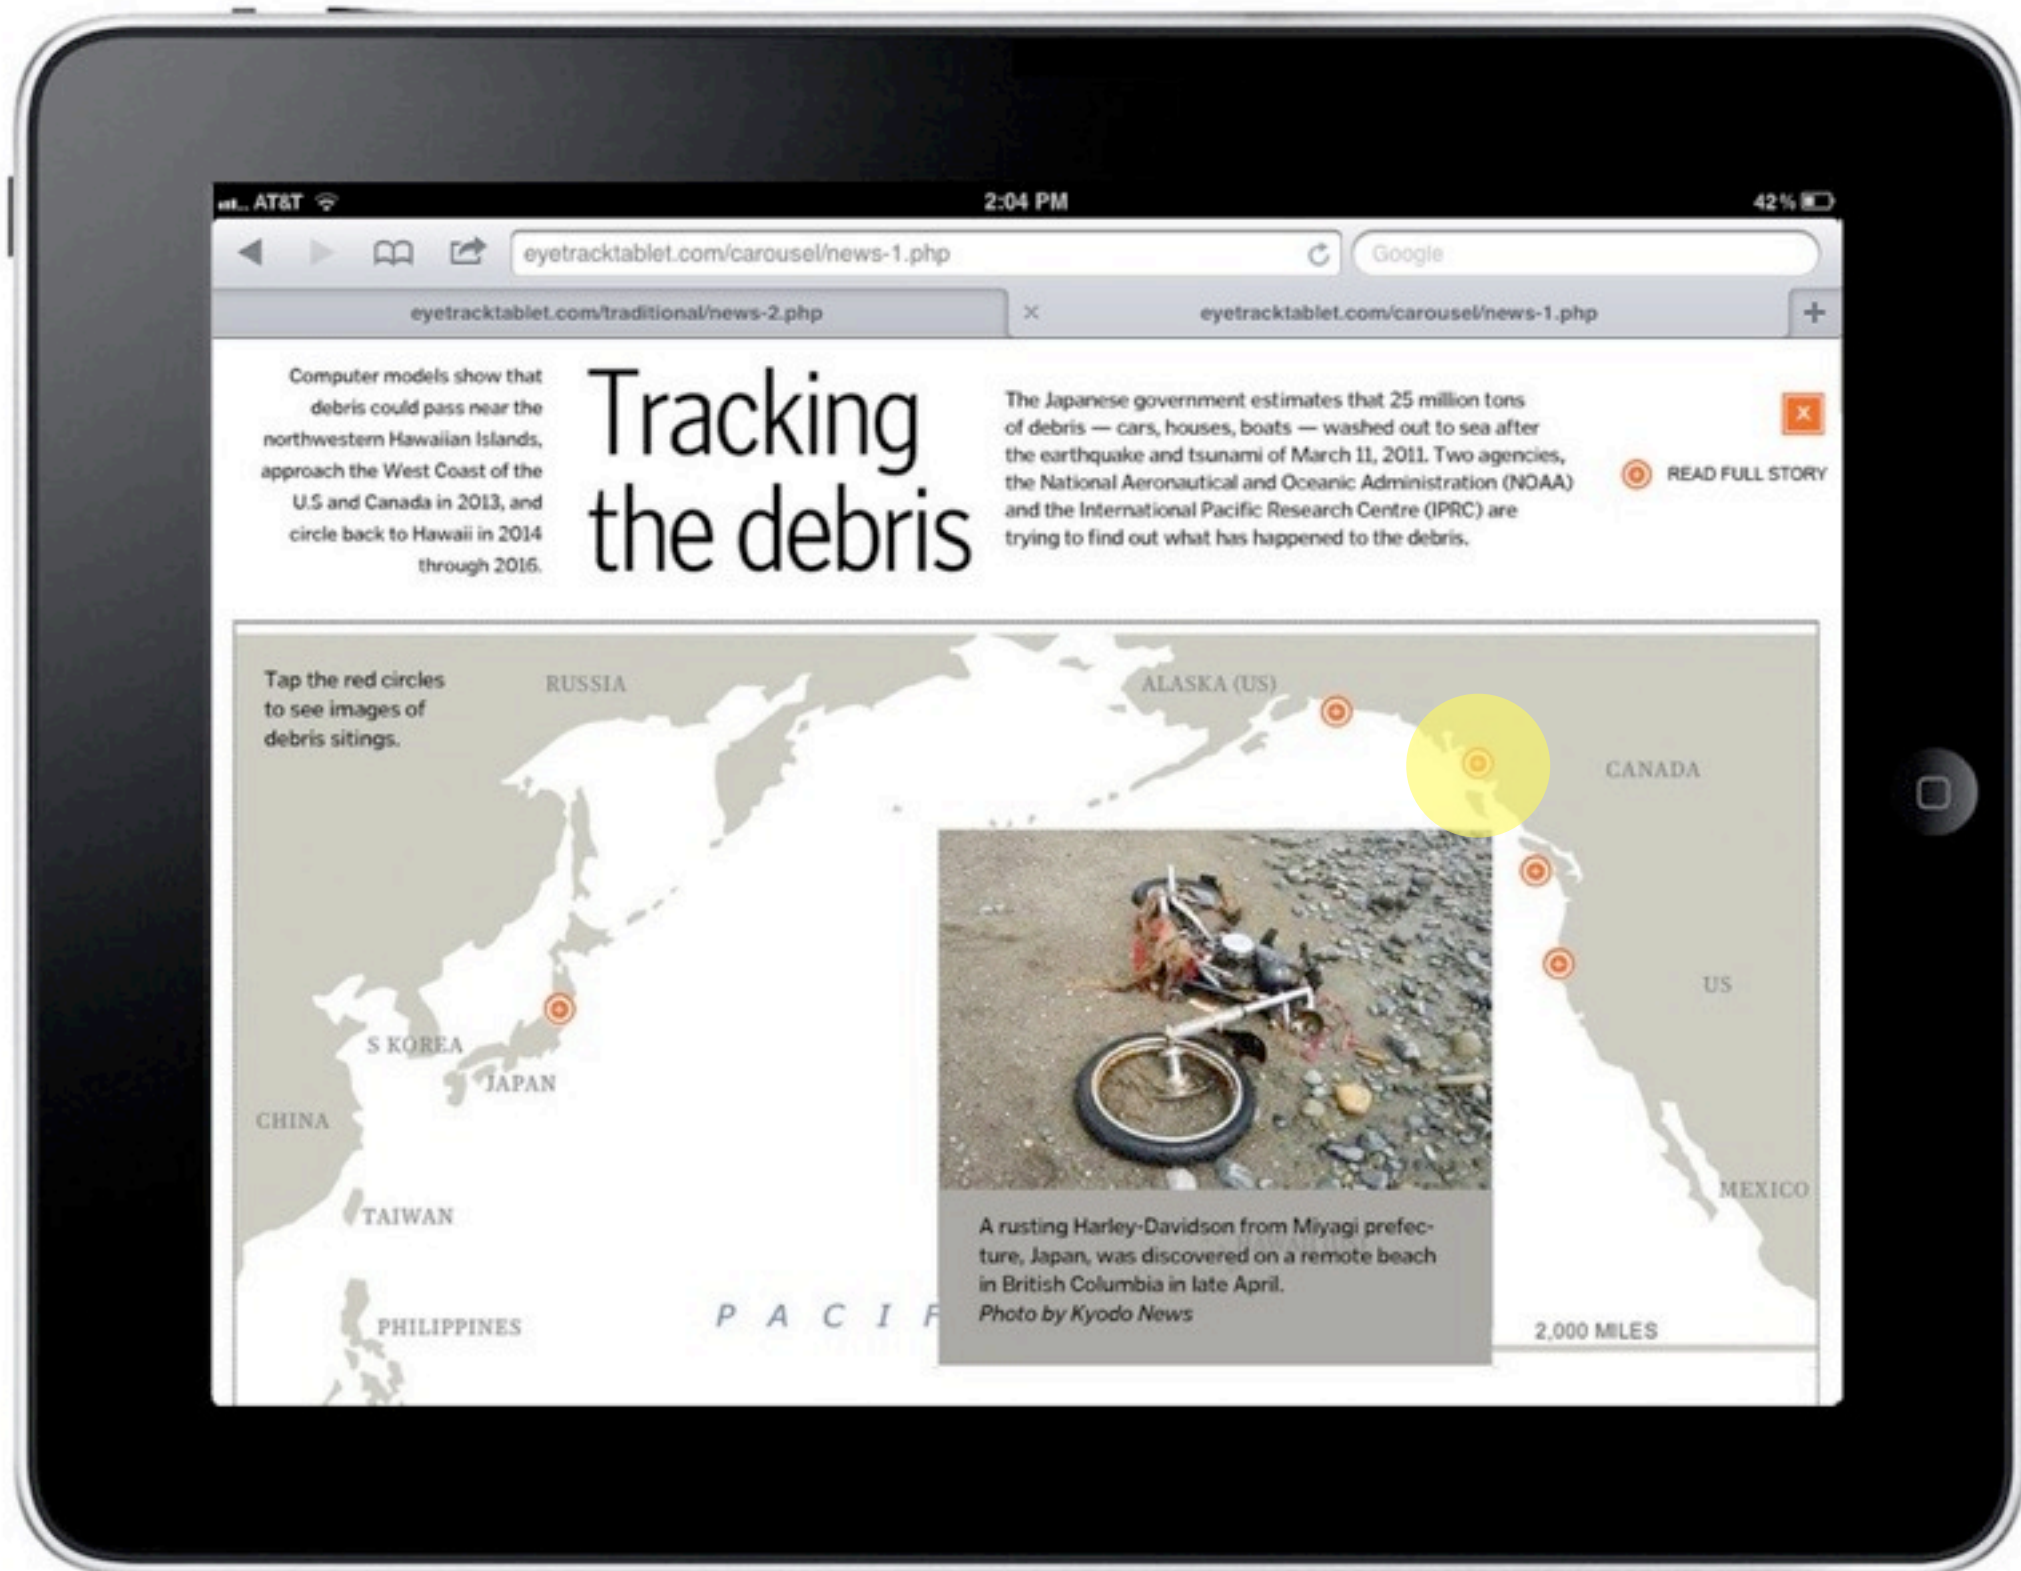 AT&T
2:04 PM
42%
eyetracktablet.com/carousel/news-1.php
Google
eyetracktablet.com/traditional/news-2.php
eyetracktablet.com/carousel/news-1.php
Computer models show that
debris could pass near the
northwestern Hawaiian Islands,
approach the West Coast of the
U.S and Canada in 2013, and
circle back to Hawaii in 2014
through 2016.
Tracking
the debris
The Japanese government estimates that 25 million tons
of debris — cars, houses, boats — washed out to sea after
the earthquake and tsunami of March 11, 2011. Two agencies,
the National Aeronautical and Oceanic Administration (NOAA)
and the International Pacific Research Centre (IPRC) are
trying to find out what has happened to the debris.
X
READ FULL STORY
Tap the red circles
to see images of
debris sitings.
RUSSIA
ALASKA (US)
CANADA
US
S KOREA
JAPAN
CHINA
MEXICO
TAIWAN
A rusting Harley-Davidson from Miyagi prefec-
ture, Japan, was discovered on a remote beach
in British Columbia in late April.
Photo by Kyodo News
PACIF
PHILIPPINES
2,000 MILES